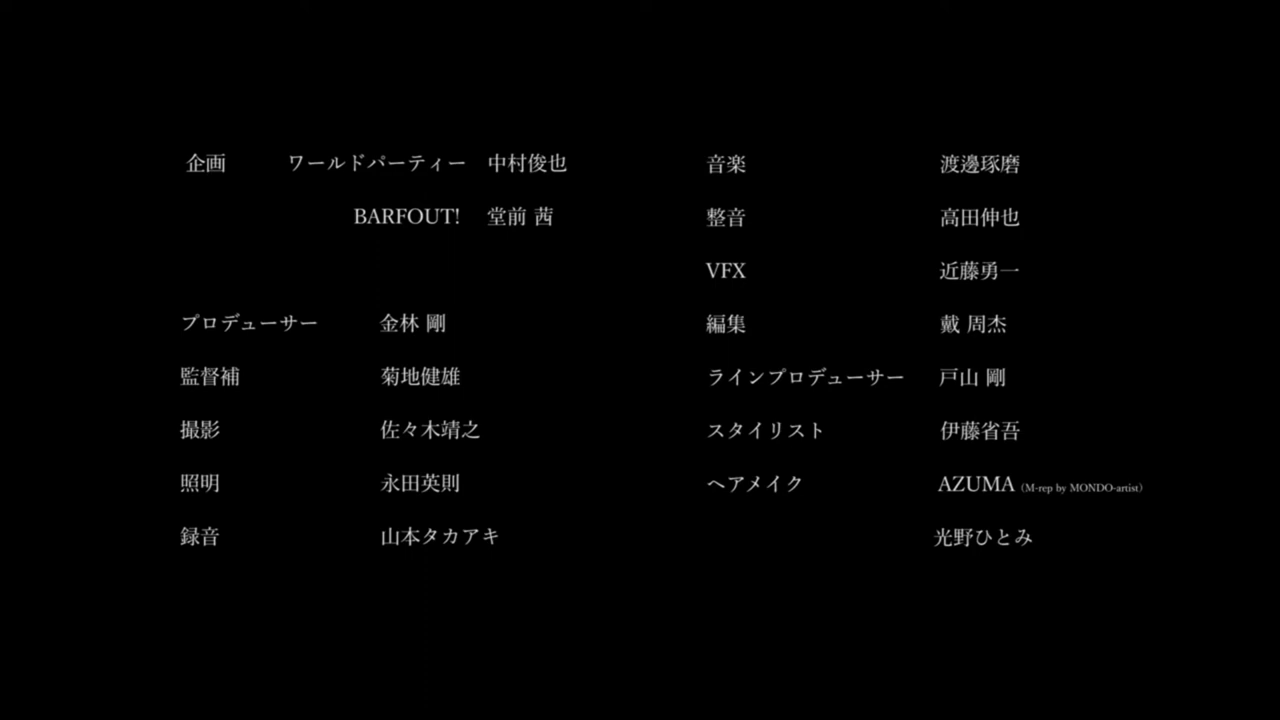 企画 ワールドパーティー 中村俊也
BARFOUT! 堂前 茜
プロデューサー 金林 剛
監督補 菊地健雄
撮影 佐々木靖之
照明 永田英則
録音 山本タカアキ
音楽 渡邊琢磨
整音 高田伸也
VFX 近藤勇一
編集 戴 周杰
ラインプロデューサー 戸山 剛
スタイリスト 伊藤省吾
ヘアメイク AZUMA（M-rep by MONDO-artist）
光野ひとみ